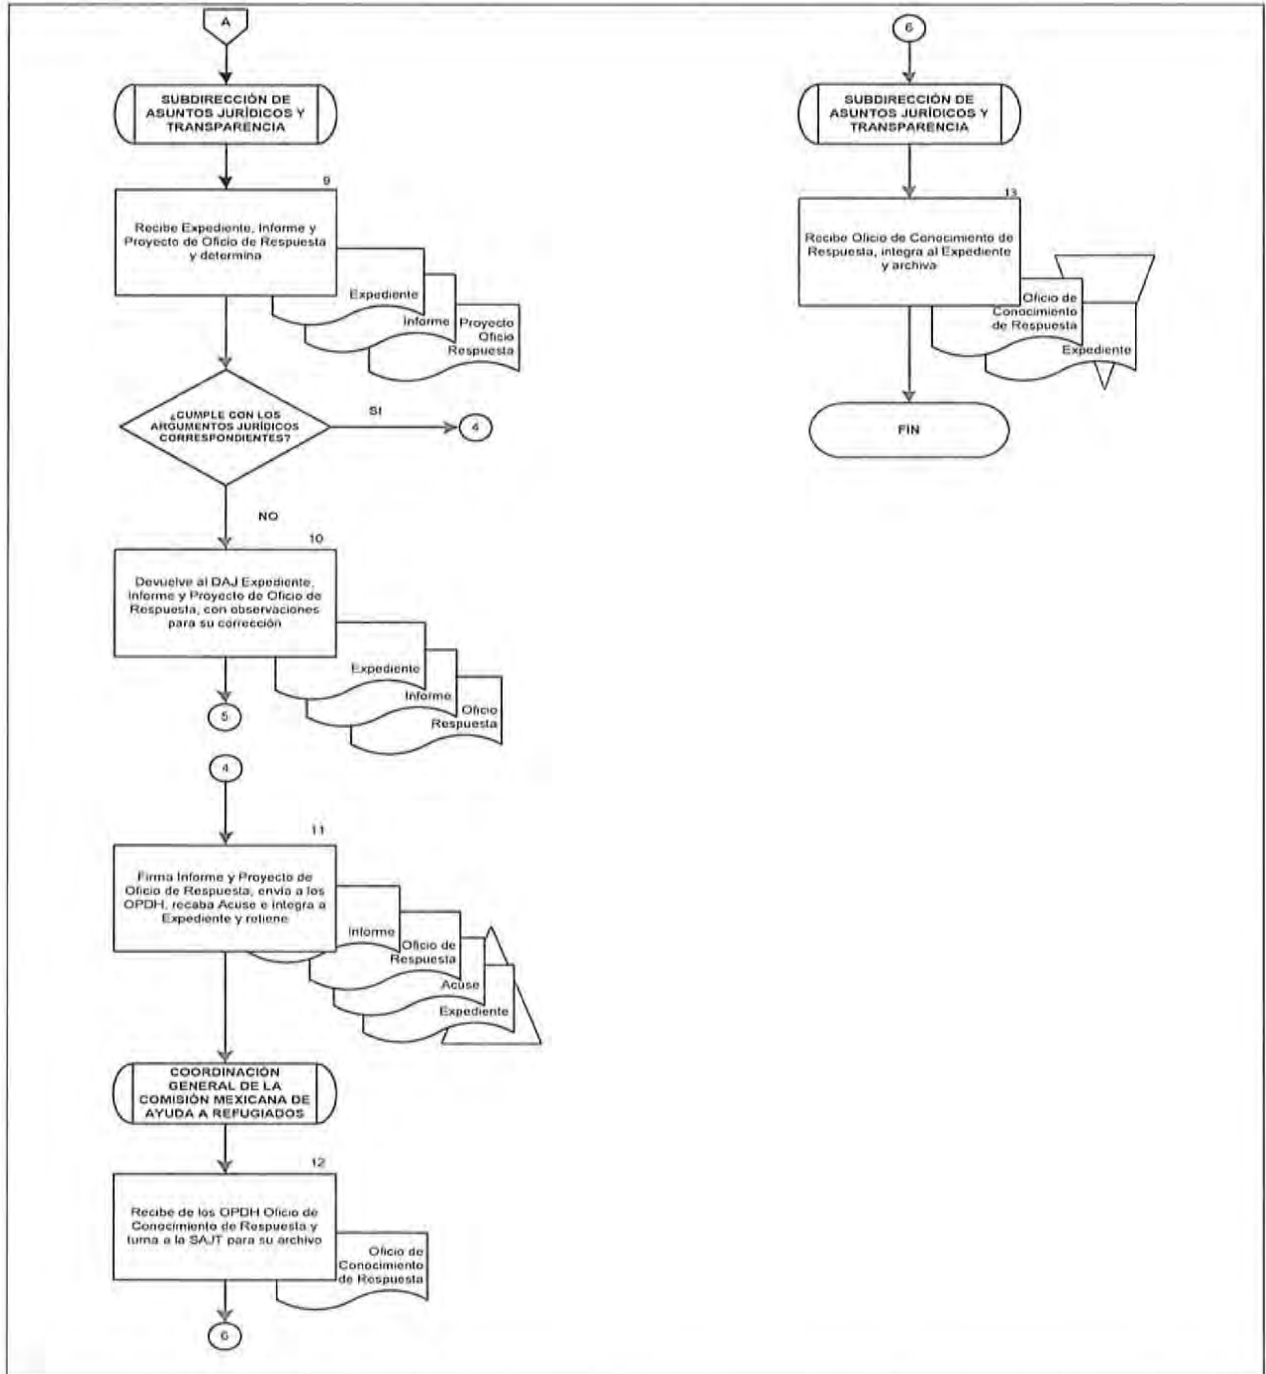 A
SUBDIRECCIÓN DE
ASUNTOS JURÍDICOS Y
TRANSPARENCIA
9
Recibe Expediente, Informe y
Proyecto de Oficio de Respuesta
y determina
Expediente
Informe
Proyecto
Oficio
Respuesta
¿CUMPLE CON LOS
ARGUMENTOS JURÍDICOS
CORRESPONDIENTES?
SI
4
NO
10
Devuelve al DAJ Expediente,
Informe y Proyecto de Oficio de
Respuesta, con observaciones
para su corrección
Expediente
Informe
Oficio
Respuesta
5
4
11
Firma Informe y Proyecto de
Oficio de Respuesta, envía a los
OPDH, recaba Acuse e integra a
Expediente y retiene
Informe
Oficio de
Respuesta
Acuse
Expediente
COORDINACIÓN
GENERAL DE LA
COMISIÓN MEXICANA DE
AYUDA A REFUGIADOS
12
Recibe de los OPDH Oficio de
Conocimiento de Respuesta y
turna a la SAJT para su archivo
Oficio de
Conocimiento
de Respuesta
6
6
SUBDIRECCIÓN DE
ASUNTOS JURÍDICOS Y
TRANSPARENCIA
13
Recibe Oficio de Conocimiento de
Respuesta, integra al Expediente
y archiva
Oficio de
Conocimiento
de Respuesta
Expediente
FIN